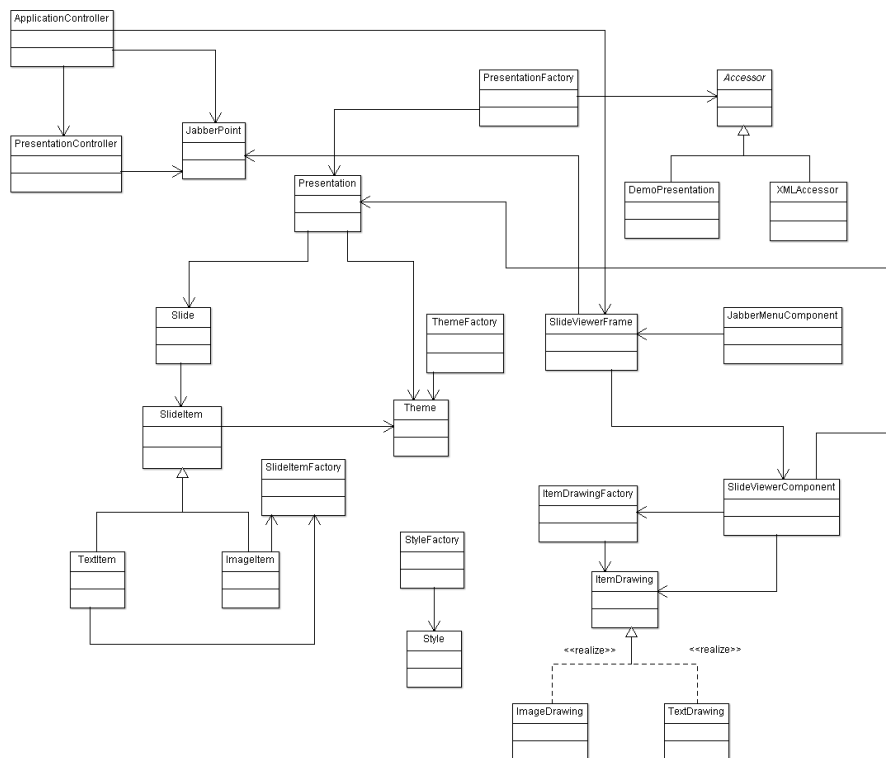 ApplicationController
PresentationFactory
Accessor
PresentationController
JabberPoint
Presentation
DemoPresentation
XMLAccessor
Slide
ThemeFactory
SlideViewerFrame
JabberMenuComponent
SlideItem
Theme
SlideItemFactory
ItemDrawingFactory
SlideViewerComponent
TextItem
ImageItem
StyleFactory
ItemDrawing
Style
<<realize>>
<<realize>>
ImageDrawing
TextDrawing